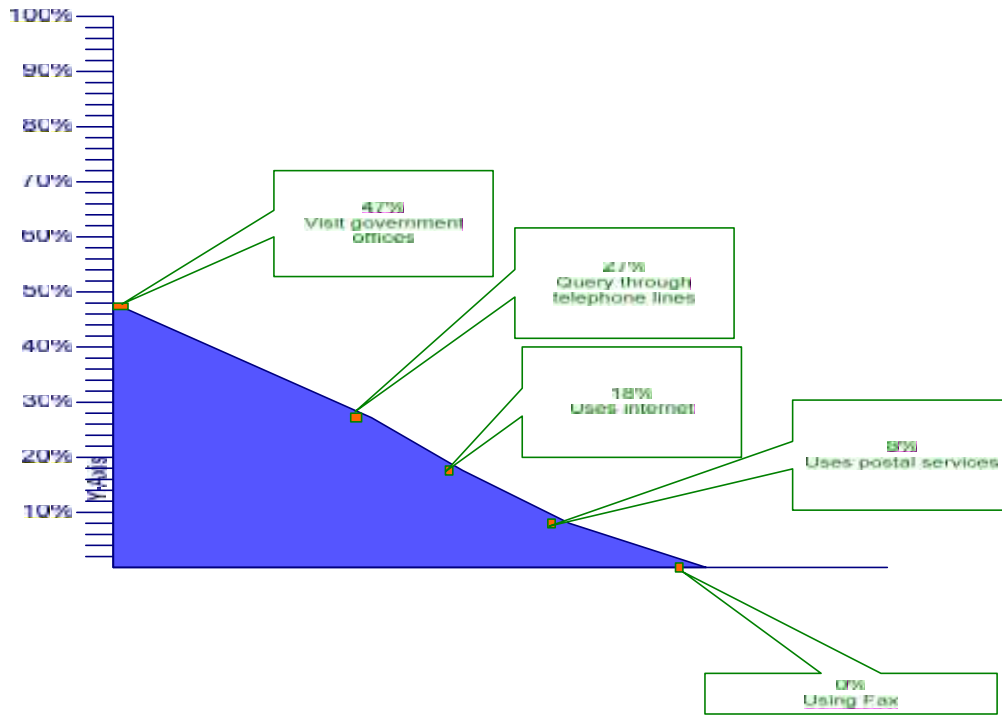 100%
90%
80%
70%
60%
50%
40%
30%
20%
10%
Y-Axis
47%
Visit government
offices
27%
Query through
telephone lines
18%
Uses internet
8%
Uses postal services
0%
Using Fax